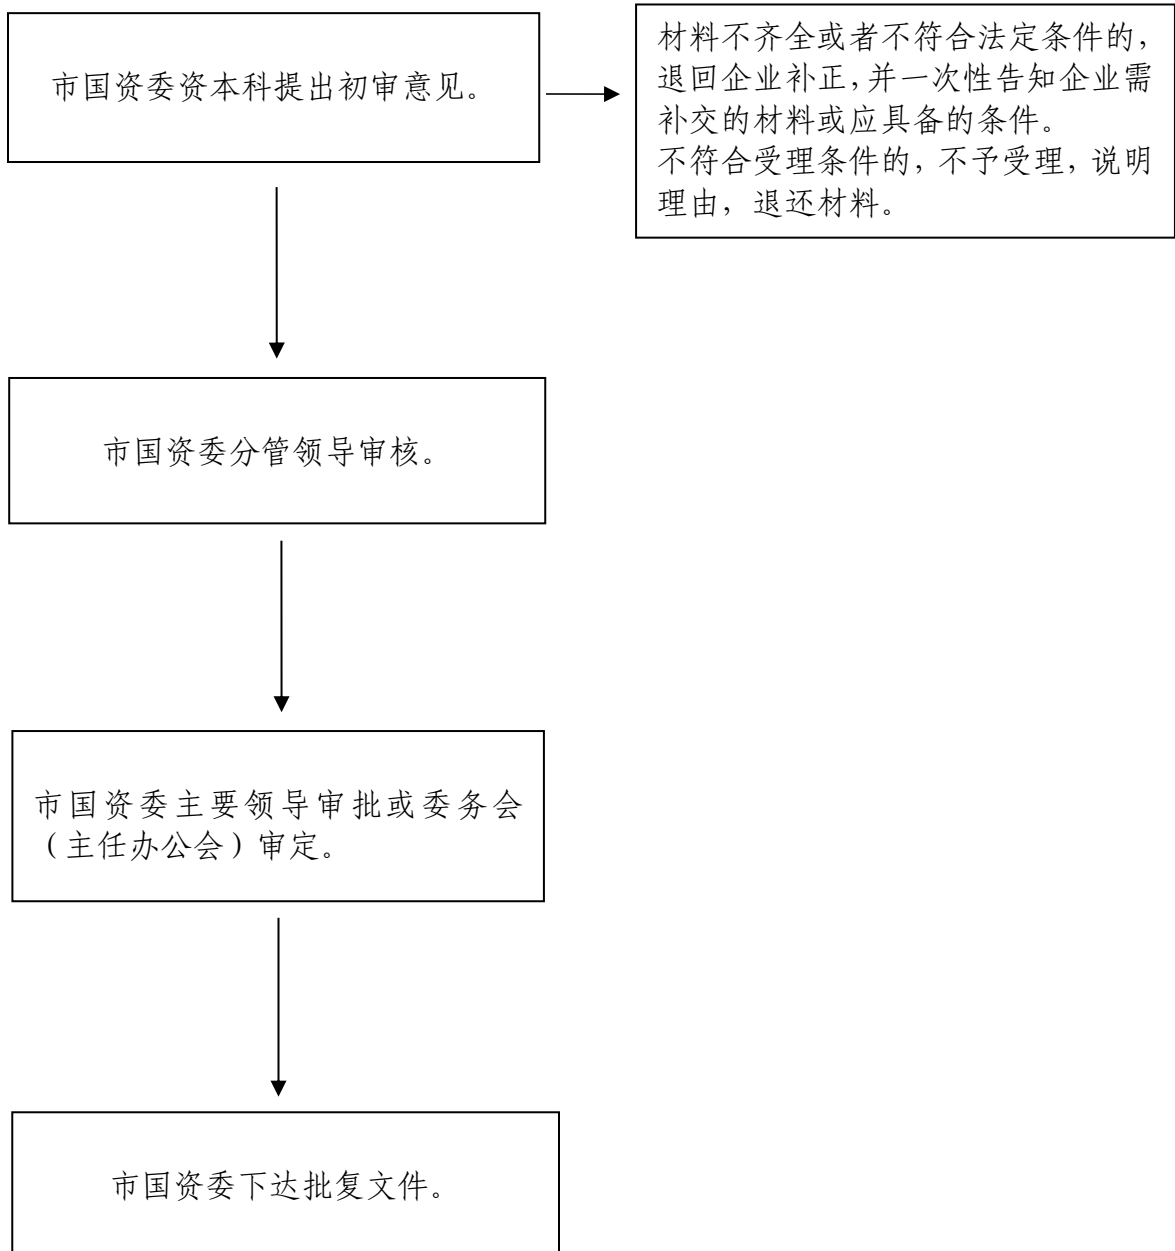 市国资委资本科提出初审意见。
材料不齐全或者不符合法定条件的，
退回企业补正，并一次性告知企业需
补交的材料或应具备的条件。
不符合受理条件的，不予受理，说明
理由，退还材料。
市国资委分管领导审核。
市国资委主要领导审批或委务会
（主任办公会）审定。
市国资委下达批复文件。